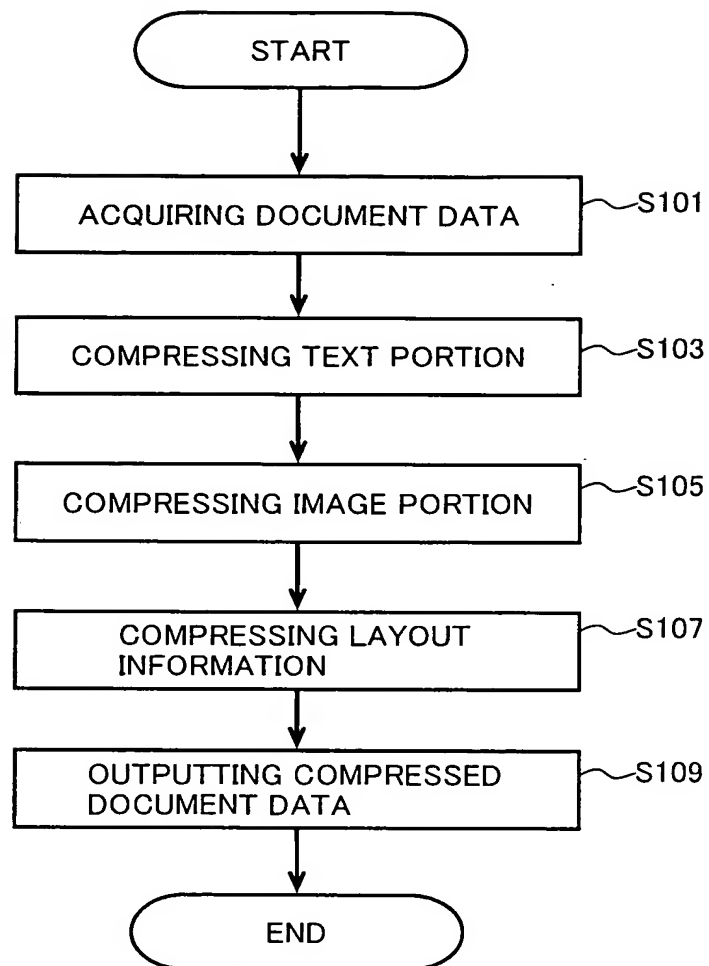 START
ACQUIRING DOCUMENT DATA
S101
COMPRESSING TEXT PORTION
S103
COMPRESSING IMAGE PORTION
S105
COMPRESSING LAYOUT
INFORMATION
S107
OUTPUTTING COMPRESSED
DOCUMENT DATA
S109
END